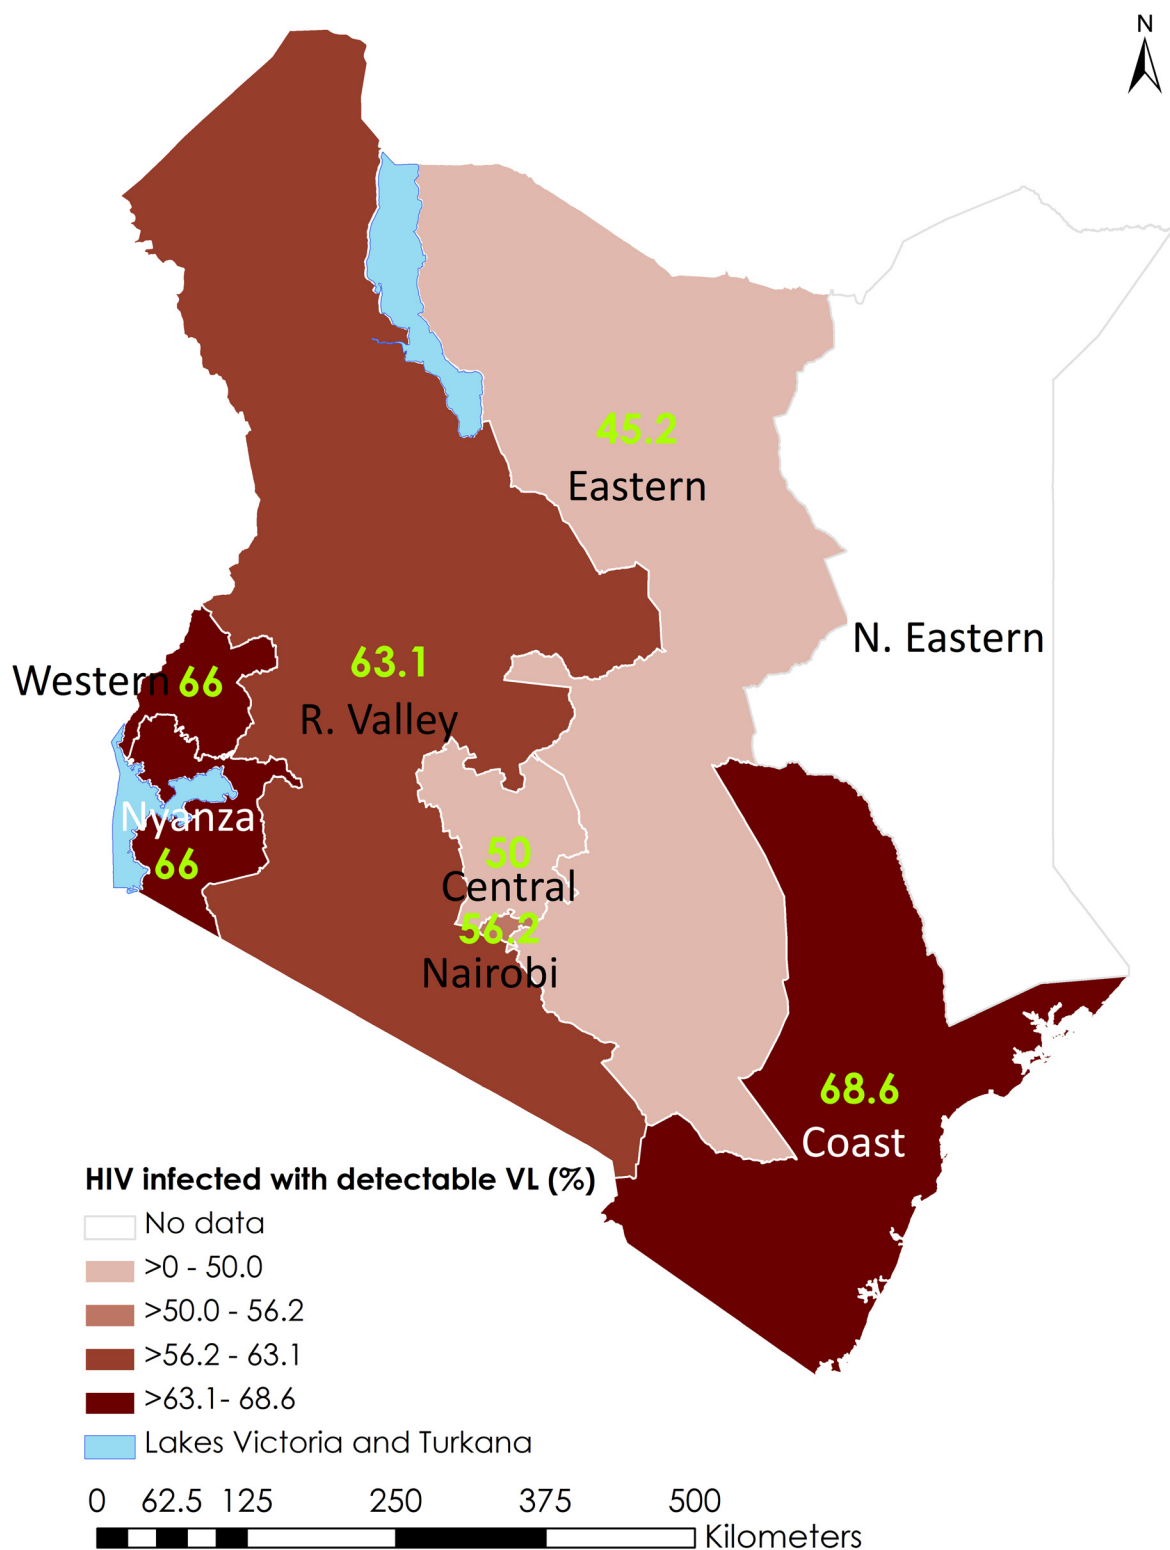 N
45.2
Eastern
N. Eastern
63.1
R. Valley
Western 66
Nyanza
66
50
Central
56.2
Nairobi
68.6
Coast
HIV infected with detectable VL (%)
No data
>0 - 50.0
>50.0 - 56.2
>56.2 - 63.1
>63.1- 68.6
Lakes Victoria and Turkana
0 62.5 125 250 375 500
Kilometers